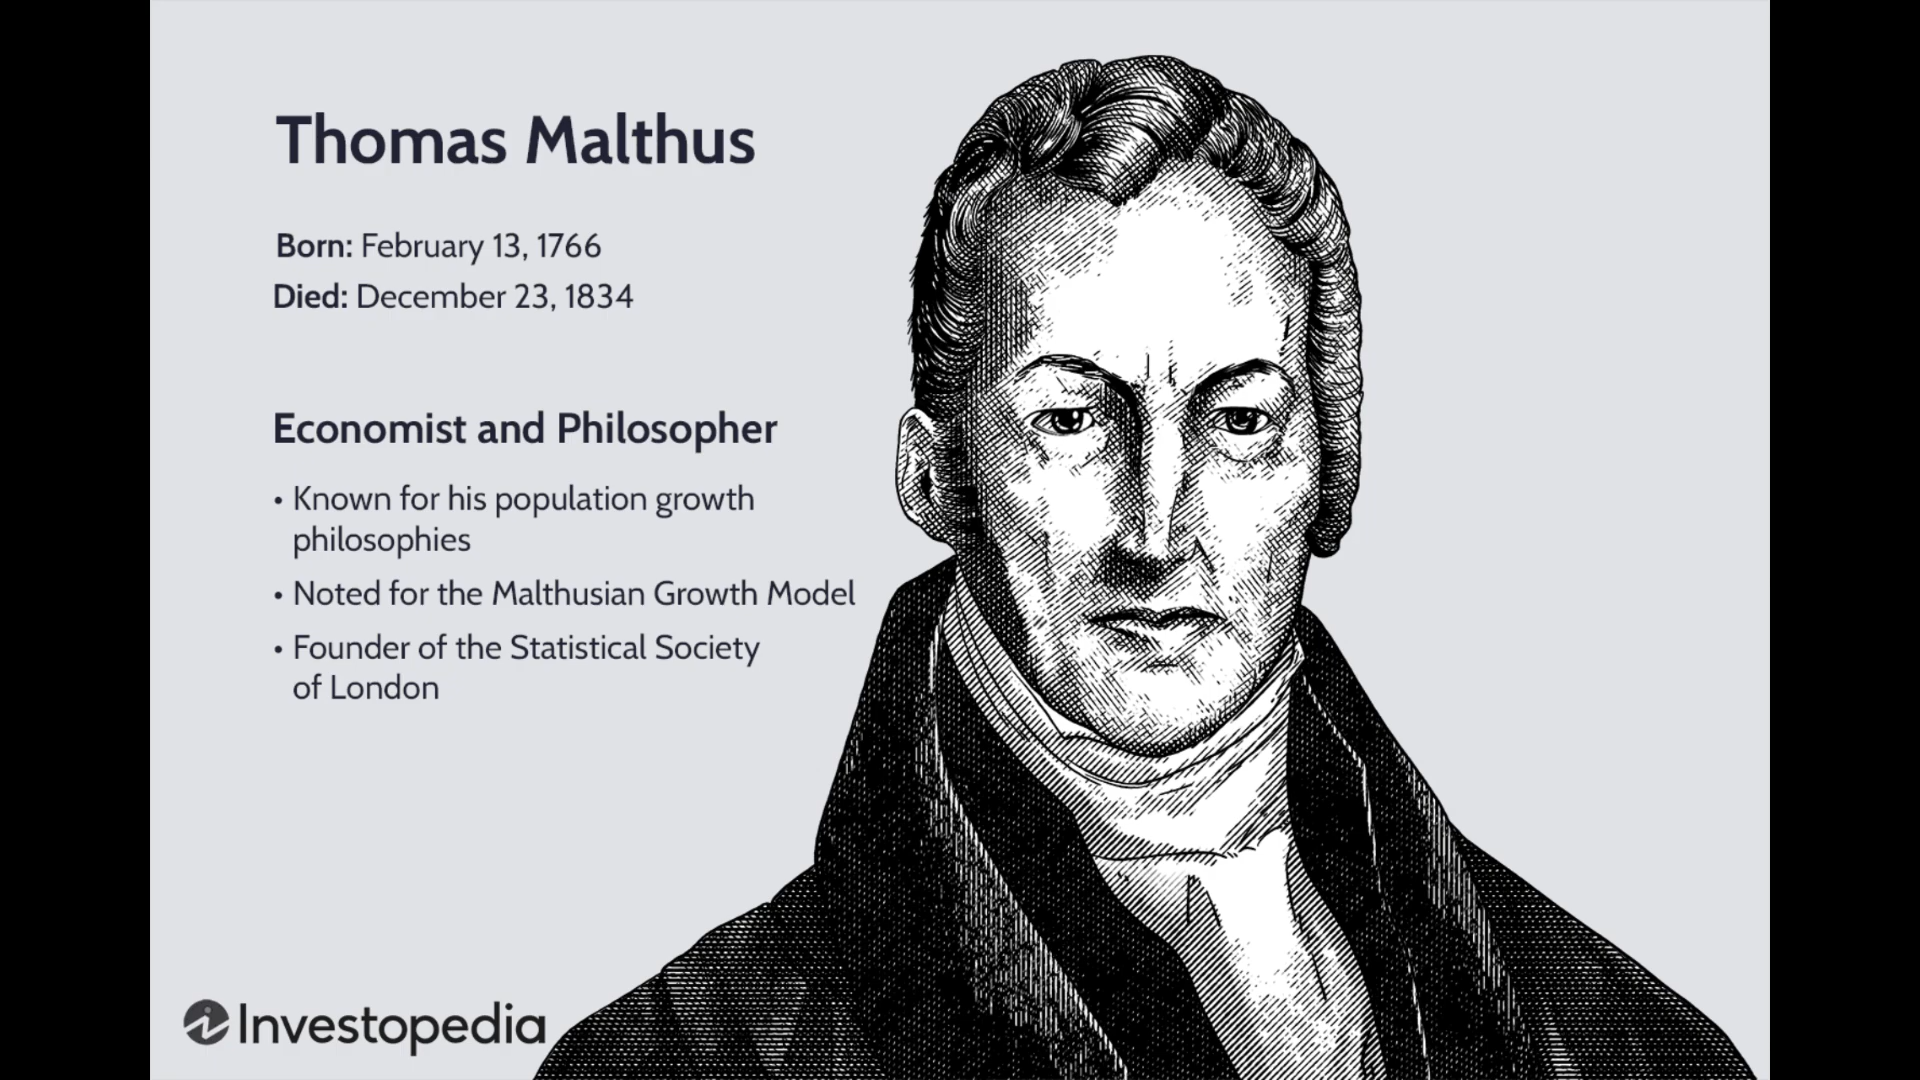 Thomas Malthus
Born: February 13, 1766
Died: December 23, 1834
Economist and Philosopher
• Known for his population growth
philosophies
• Noted for the Malthusian Growth Model
• Founder of the Statistical Society
of London
Investopedia